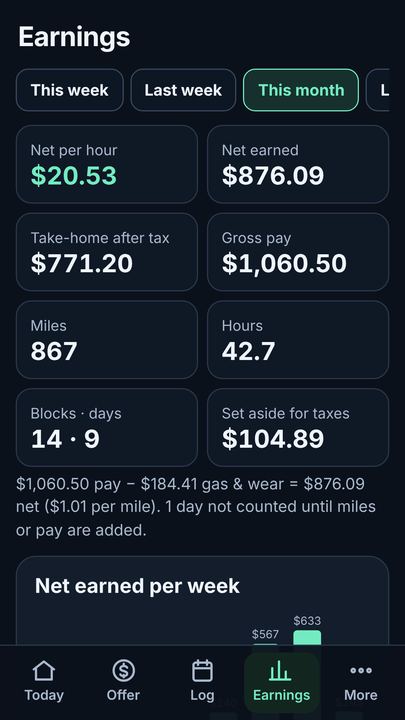 Earnings
This week Last week This month L
Net per hour Net earned
$20.53 $876.09
Take-home after tax Gross pay
$771.20 $1,060.50
Miles Hours
867 42.7
Blocks · days Set aside for taxes
14 · 9 $104.89
$1,060.50 pay − $184.41 gas & wear = $876.09
net ($1.01 per mile). 1 day not counted until miles
or pay are added.
Net earned per week
$633
$567
Today Offer Log Earnings More